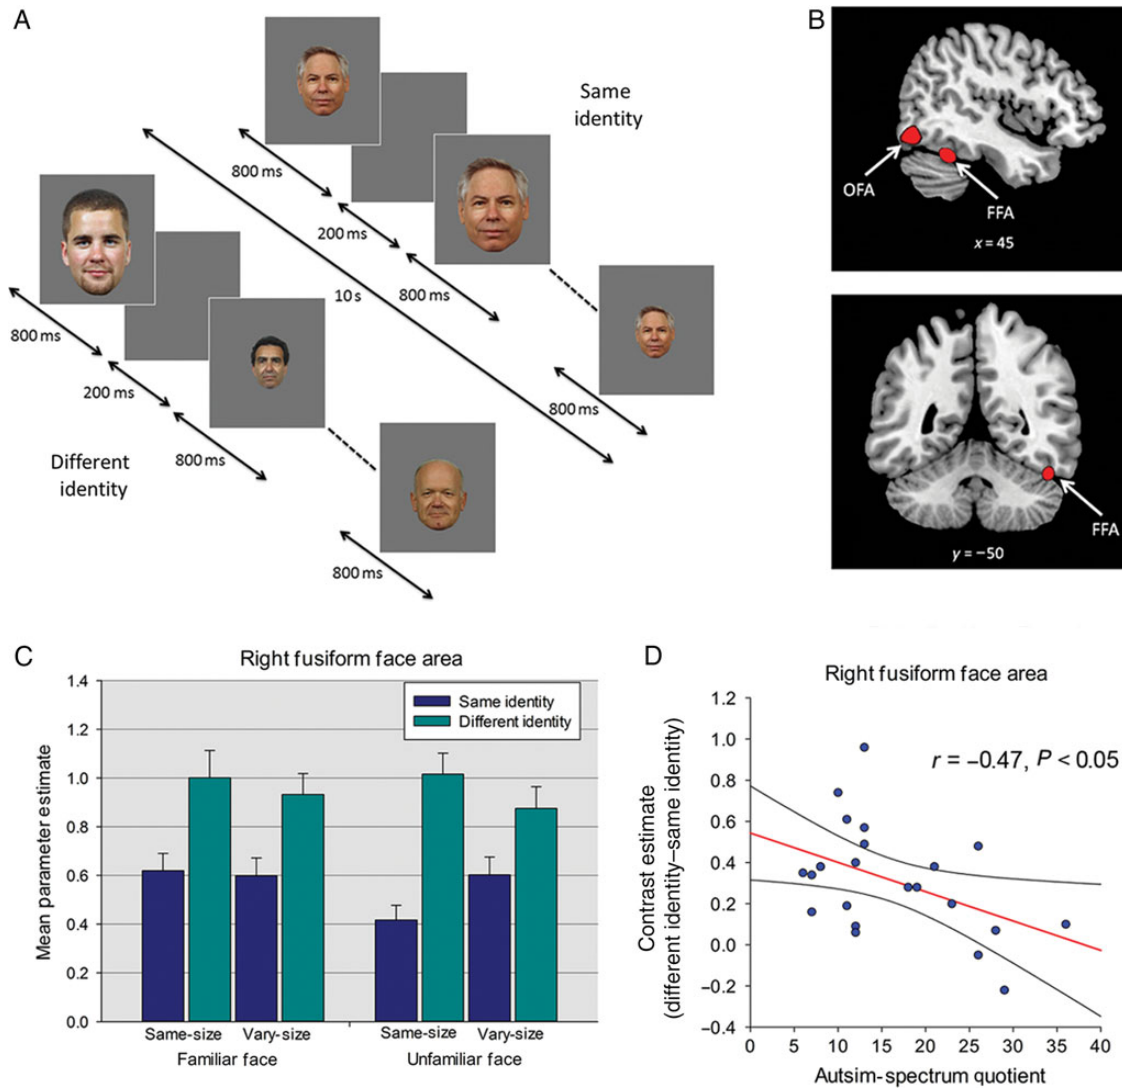 A
Same
identity
800 ms
200 ms
800 ms
10 s
800 ms
800 ms
200 ms
800 ms
Different
identity
800 ms
B
OFA
FFA
x = 45
FFA
y = −50
C
Right fusiform face area
Mean parameter estimate
1.4
1.2
1.0
0.8
0.6
0.4
0.2
0.0
Same identity
Different identity
Same-size Vary-size Same-size Vary-size
Familiar face Unfamiliar face
D
Right fusiform face area
Contrast estimate
(different identity–same identity)
1.2
1.0
0.8
0.6
0.4
0.2
0.0
−0.2
−0.4
r = −0.47, P < 0.05
0 5 10 15 20 25 30 35 40
Autsim-spectrum quotient